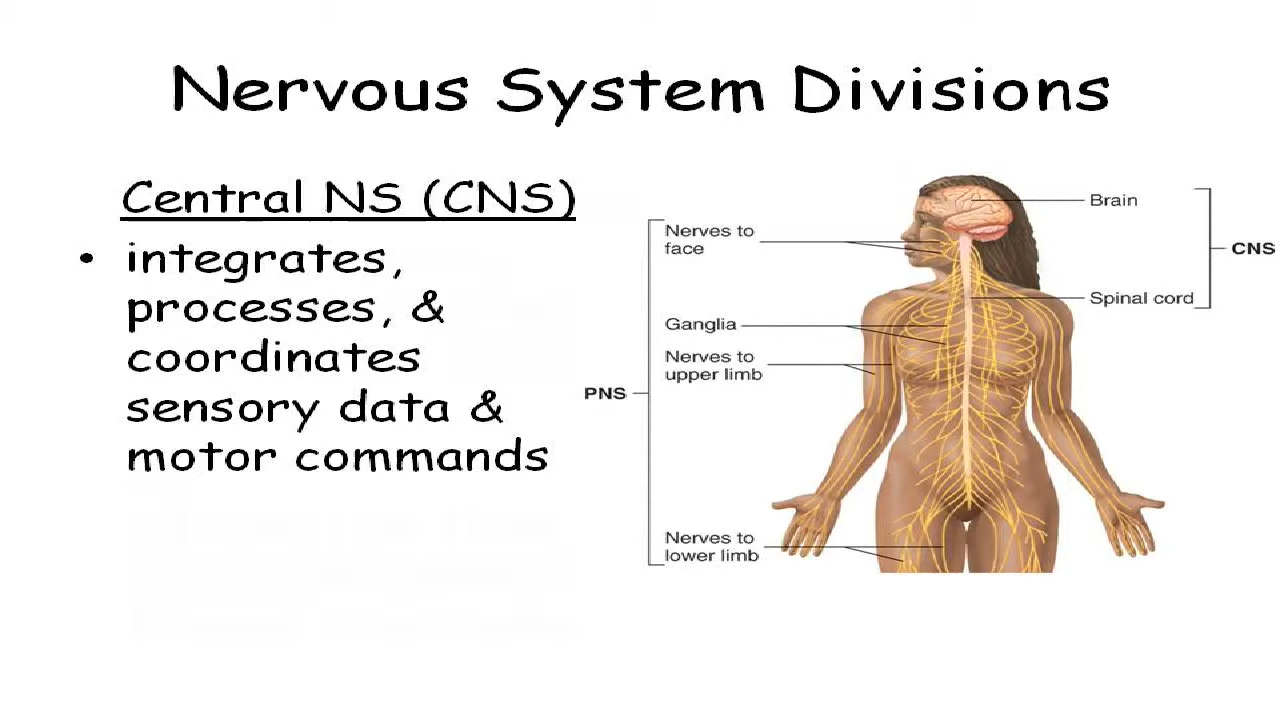 Nervous System Divisions
Central NS (CNS)
• integrates,
processes, &
coordinates
sensory data &
motor commands
Nerves to
face
Ganglia
Nerves to
upper limb
PNS
Nerves to
lower limb
Brain
CNS
Spinal cord